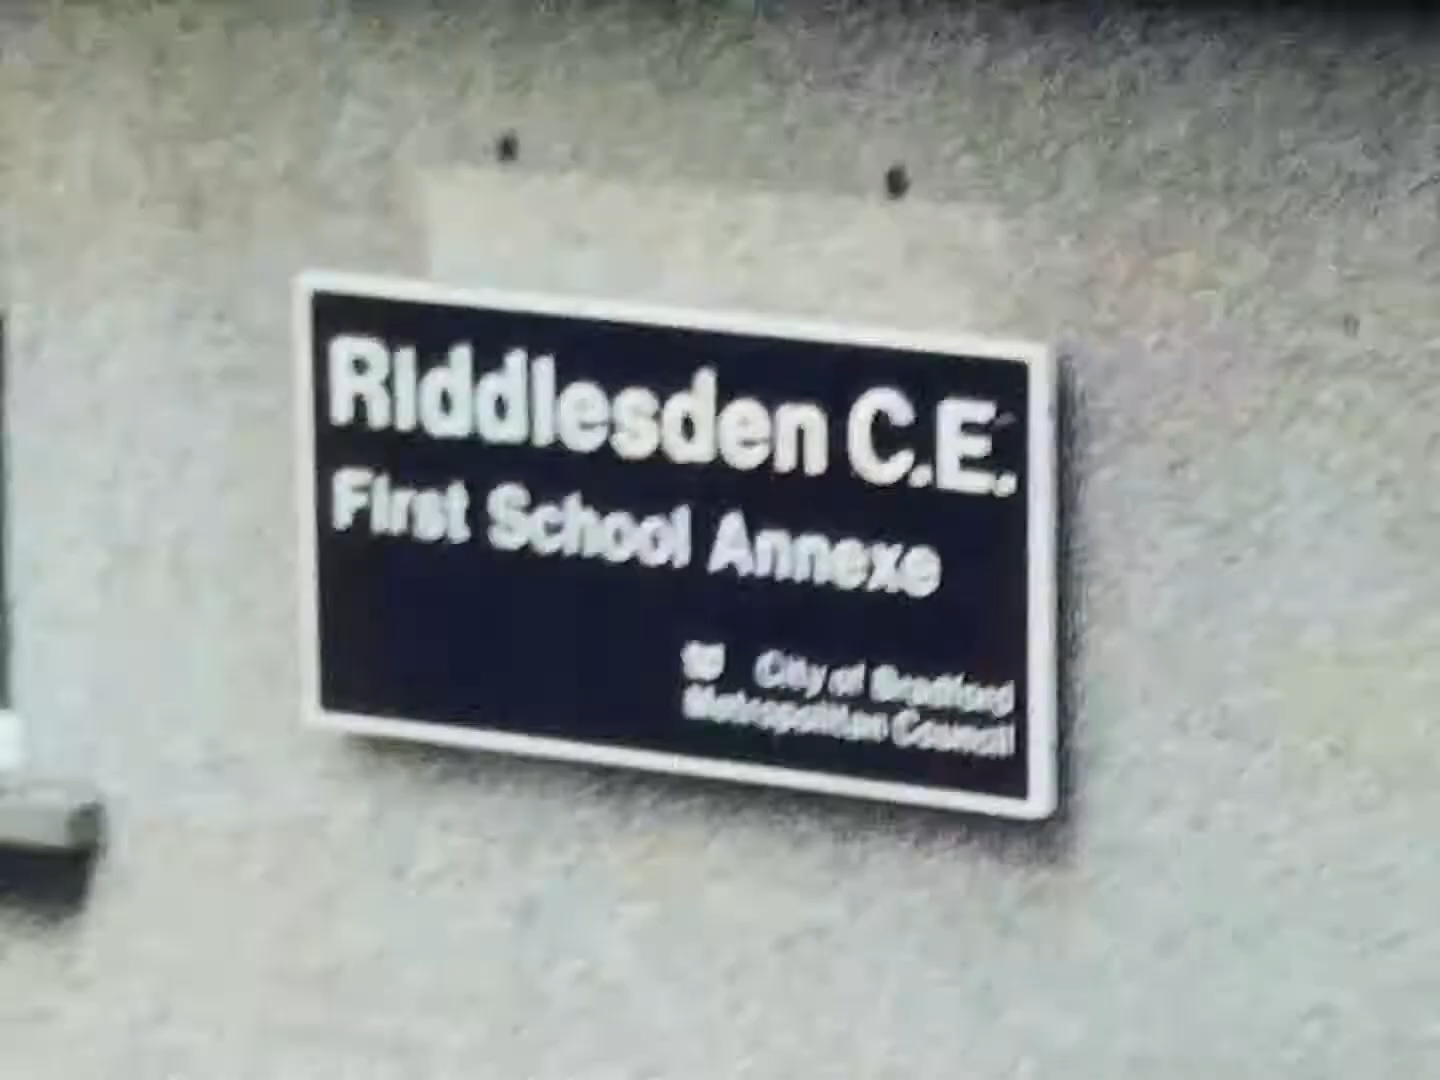 Riddlesden C.E.
First School Annexe
City of Bradford
Metropolitan Council